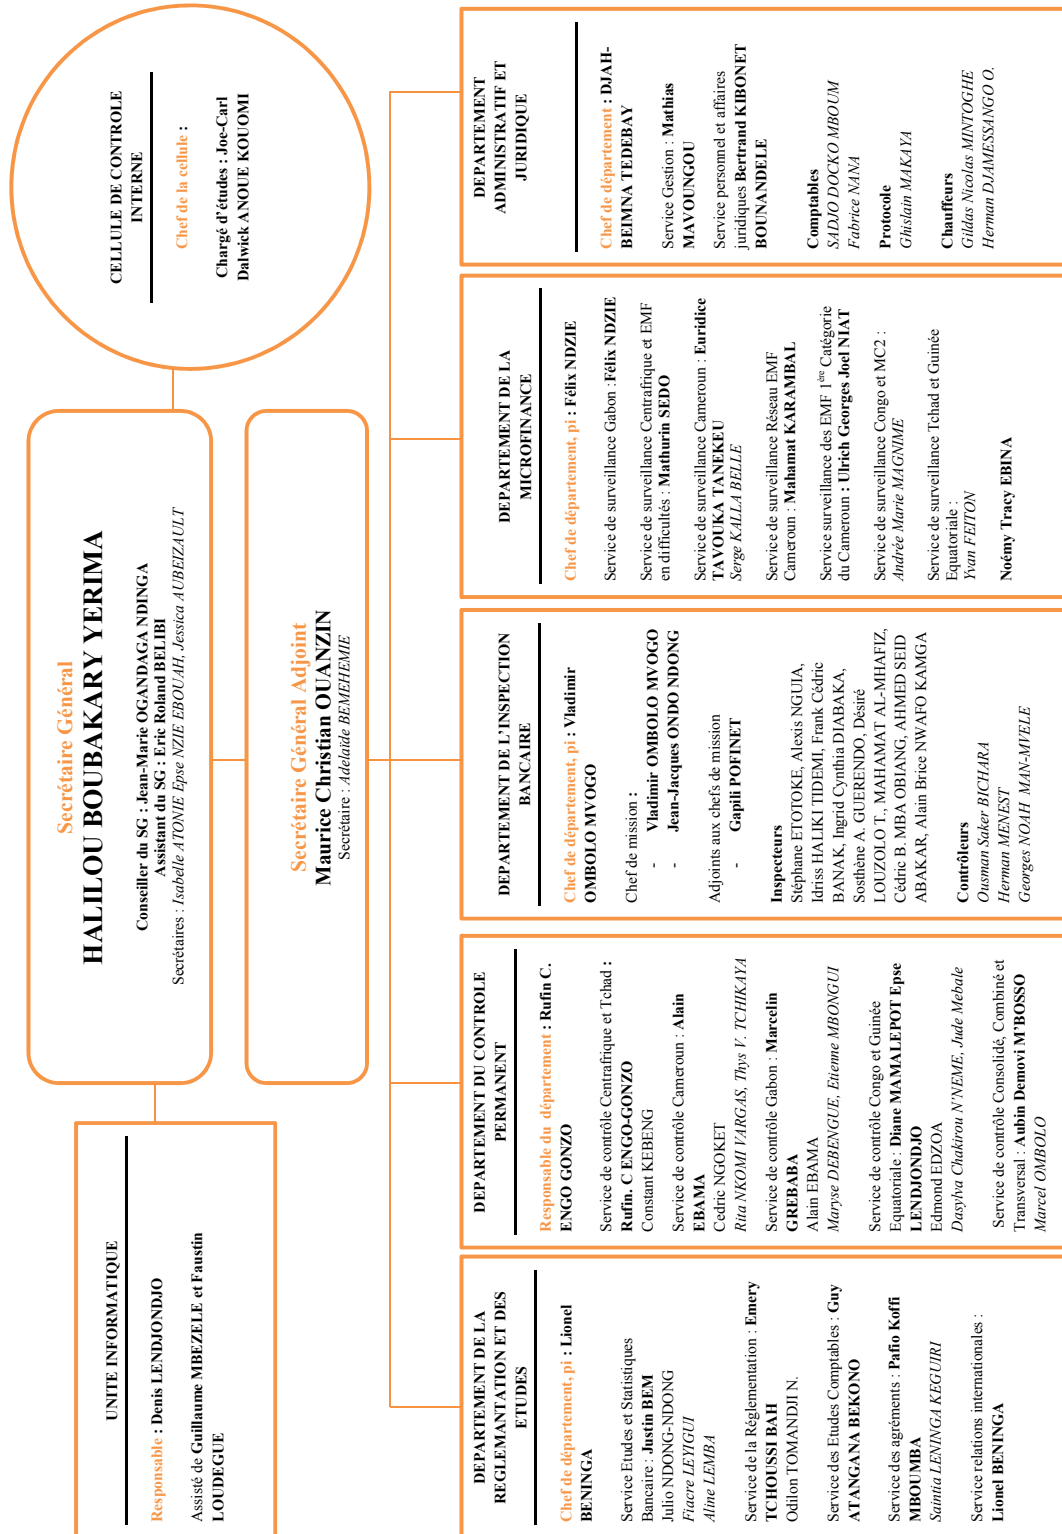 UNITE INFORMATIQUE
Responsable : Denis LENDJONDJO
Assisté de Guillaume MBEZELE et Faustin
LOUDEGUE
Secrétaire Général
HALILOU BOUBAKARY YERIMA
Conseiller du SG : Jean-Marie OGANDAGA NDINGA
Assistant du SG : Eric Roland BELIBI
Secrétaires : Isabelle ATONIE Epse NZIE EBOUAH, Jessica AUBEIZAULT
CELLULE DE CONTROLE
INTERNE
Chef de la cellule :
Chargé d'études : Joe-Carl
Dalwick ANOUE KOUOMI
Secrétaire Général Adjoint
Maurice Christian OUANZIN
Secrétaire : Adelaïde BEMEHEMIE
DEPARTEMENT DE LA
REGLEMANTATION ET DES
ETUDES
Chef de département, pi : Lionel
BENINGA
Service Etudes et Statistiques
Bancaire : Justin BEM
Julio NDONG-NDONG
Fiacre LEYIGUI
Aline LEMBA
Service de la Réglementation : Emery
TCHOUSSI BAH
Odilon TOMANDJI N.
Service des Etudes Comptables : Guy
ATANGANA BEKONO
Service des agréments : Pafio Koffi
MBOUMBA
Saintia LENINGA KEGUIRI
Service relations internationales :
Lionel BENINGA
DEPARTEMENT DU CONTROLE
PERMANENT
Responsable du département : Rufin C.
ENGO GONZO
Service de contrôle Centrafrique et Tchad :
Rufin. C ENGO-GONZO
Constant KEBENG
Service de contrôle Cameroun : Alain
EBAMA
Cedric NGOKET
Rita NKOMI VARGAS, Thys V. TCHIKAYA
Service de contrôle Gabon : Marcelin
GREBABA
Alain EBAMA
Maryse DEBENGUE, Etienne MBONGUI
Service de contrôle Congo et Guinée
Equatoriale : Diane MAMALEPOT Epse
LENDJONDJO
Edmond EDZOA
Dasylva Chakirou N'NEME, Jude Mebale
Service de contrôle Consolidé, Combiné et
Transversal : Aubin Demovi M'BOSSO
Marcel OMBOLO
DEPARTEMENT DE L'INSPECTION
BANCAIRE
Chef de département, pi : Vladimir
OMBOLO MVOGO
Chef de mission :
- Vladimir OMBOLO MVOGO
- Jean-Jacques ONDO NDONG
Adjoints aux chefs de mission
- Gapili POFINET
Inspecteurs
Stéphane ETOTOKE, Alexis NGUIA,
Idriss HALIKI TIDEMI, Frank Cédric
BANAK, Ingrid Cynthia DJABAKA,
Sosthène A. GUERENDO, Désiré
LOUZOLO T., MAHAMAT AL-MHAFIZ,
Cédric B. MBA OBIANG, AHMED SEID
ABAKAR, Alain Brice NWAFO KAMGA
Contrôleurs
Ousman Saker BICHARA
Herman MENEST
Georges NOAH MAN-MVELE
DEPARTEMENT DE LA
MICROFINANCE
Chef de département, pi : Félix NDZIE
Service de surveillance Gabon : Félix NDZIE
Service de surveillance Centrafrique et EMF
en difficultés : Mathurin SEDO
Service de surveillance Cameroun : Euridice
TAVOUKA TANEKEU
Serge KALLA BELLE
Service de surveillance Réseau EMF
Cameroun : Mahamat KARAMBAL
Service surveillance des EMF 1ère Catégorie
du Cameroun : Ulrich Georges Joel NIAT
Service de surveillance Congo et MC2 :
Andrée Marie MAGNIME
Service de surveillance Tchad et Guinée
Equatoriale :
Yvan FEITON
Noémy Tracy EBINA
DEPARTEMENT
ADMINISTRATIF ET
JURIDIQUE
Chef de département : DJAH-
BEIMNA TEDEBAY
Service Gestion : Mathias
MAVOUNGOU
Service personnel et affaires
juridiques Bertrand KIBONET
BOUNANDELE
Comptables
SADJO DOCKO MBOUM
Fabrice NANA
Protocole
Ghislain MAKAYA
Chauffeurs
Gildas Nicolas MINTOGHE
Herman DJAMESSANGO O.